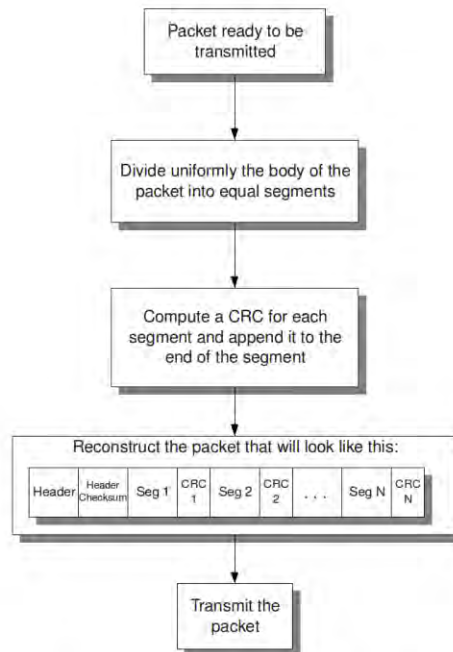 Packet ready to be
transmitted
Divide uniformly the body of the
packet into equal segments
Compute a CRC for each
segment and append it to the
end of the segment
Reconstruct the packet that will look like this:
Header
Header
Checksum
Seg 1
CRC
1
Seg 2
CRC
2
. . .
Seg N
CRC
N
Transmit the
packet